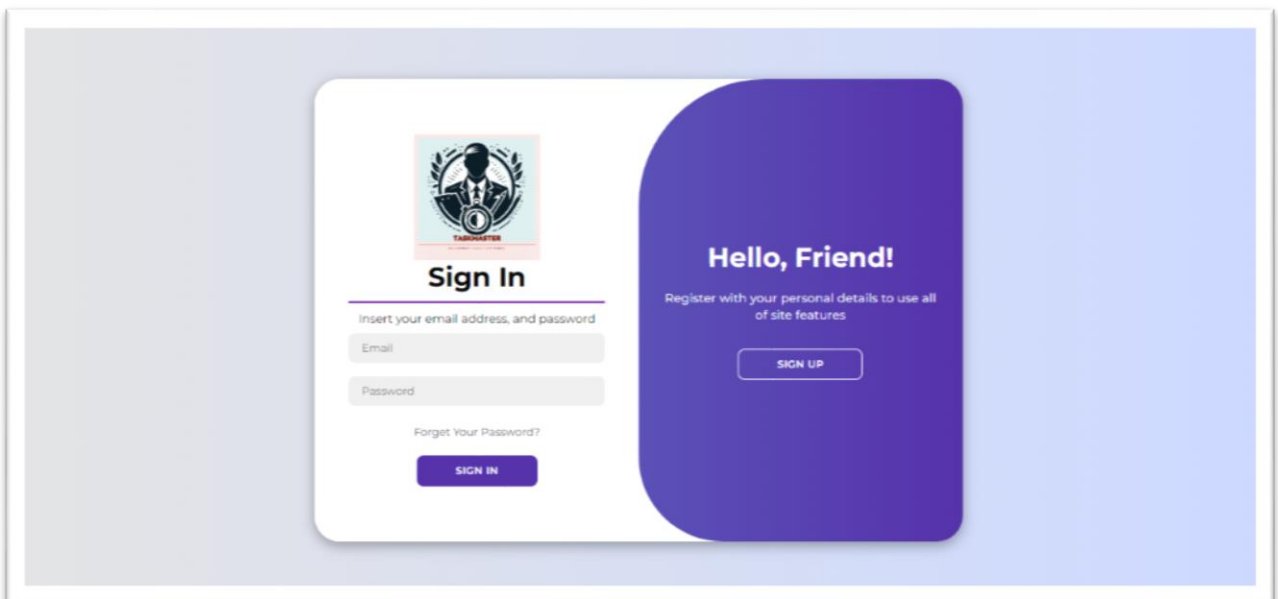 TASKMASTER
Sign In
Insert your email address, and password
Email
Password
Forget Your Password?
SIGN IN
Hello, Friend!
Register with your personal details to use all
of site features
SIGN UP